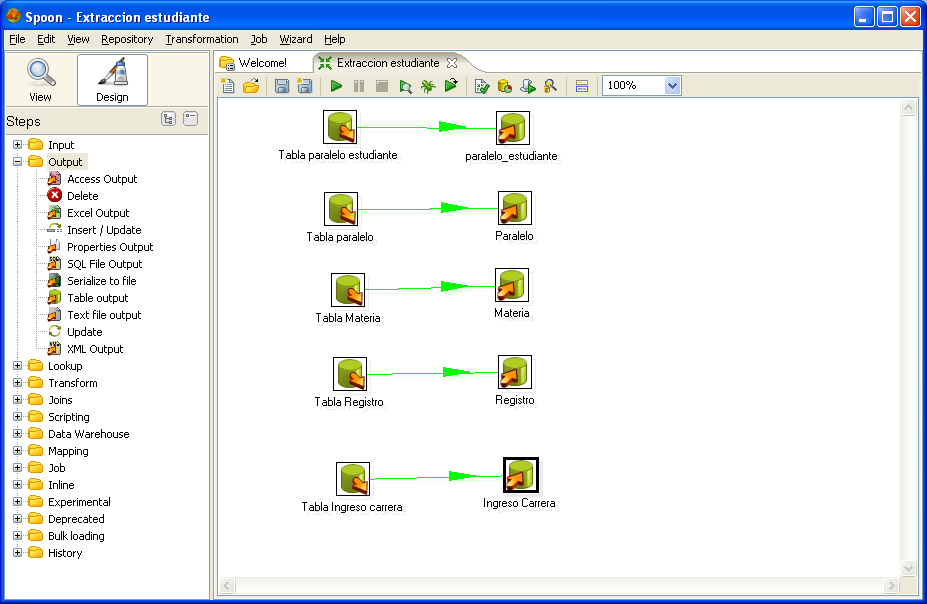 Spoon - Extraccion estudiante
File Edit View Repository Transformation Job Wizard Help
View
Design
Welcome!
Extraccion estudiante
100%
Steps
Input
Output
Access Output
Delete
Excel Output
Insert / Update
Properties Output
SQL File Output
Serialize to file
Table output
Text file output
Update
XML Output
Lookup
Transform
Joins
Scripting
Data Warehouse
Mapping
Job
Inline
Experimental
Deprecated
Bulk loading
History
Tabla paralelo estudiante
paralelo_estudiante
Tabla paralelo
Paralelo
Tabla Materia
Materia
Tabla Registro
Registro
Tabla Ingreso carrera
Ingreso Carrera